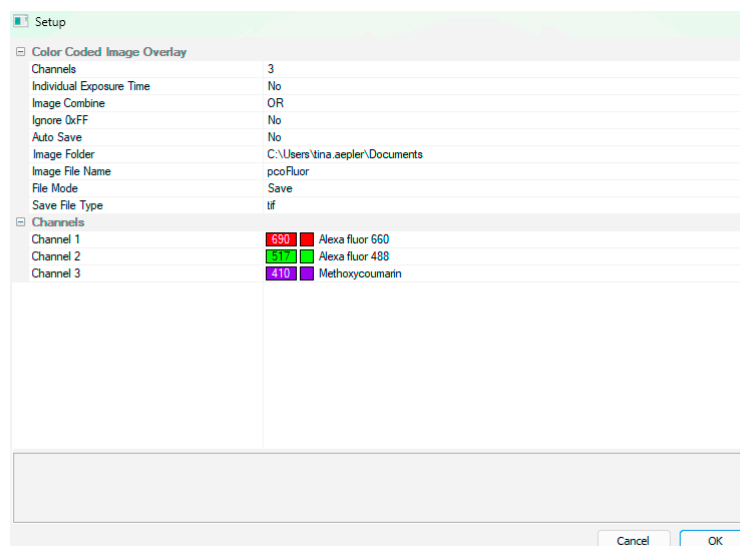 Setup
Color Coded Image Overlay
Channels 3
Individual Exposure Time No
Image Combine OR
Ignore 0xFF No
Auto Save No
Image Folder C:\Users\tina.aepler\Documents
Image File Name pcoFluor
File Mode Save
Save File Type tif
Channels
Channel 1 690 Alexa fluor 660
Channel 2 517 Alexa fluor 488
Channel 3 410 Methoxycoumarin
Cancel OK